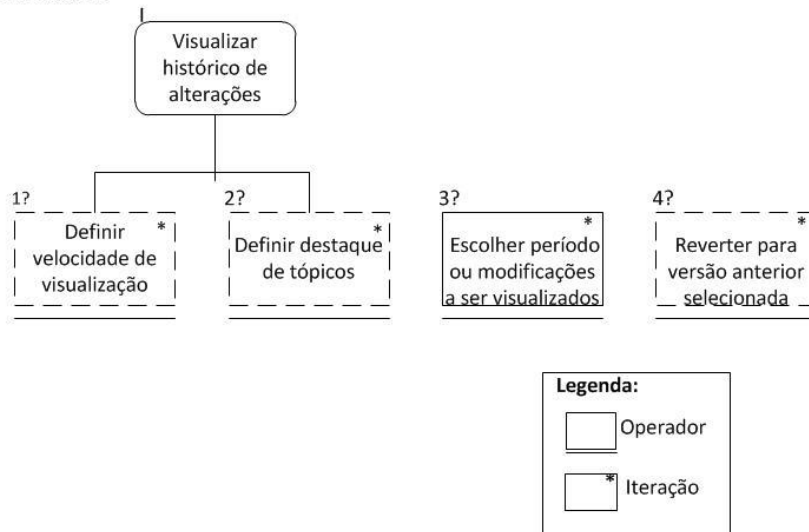 Visualizar
histórico de
alterações
1?
Definir *
velocidade de
visualização
2?
*
Definir destaque
de tópicos
3?
*
Escolher período
ou modificações
a ser visualizados
4?
*
Reverter para
versão anterior
selecionada
Legenda:
Operador
* Iteração